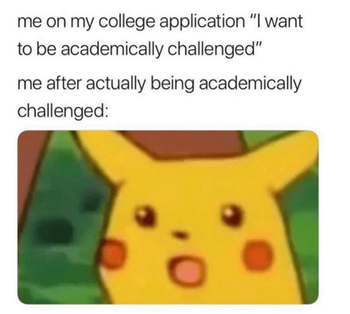 me on my college application "I want
to be academically challenged"
me after actually being academically
challenged: